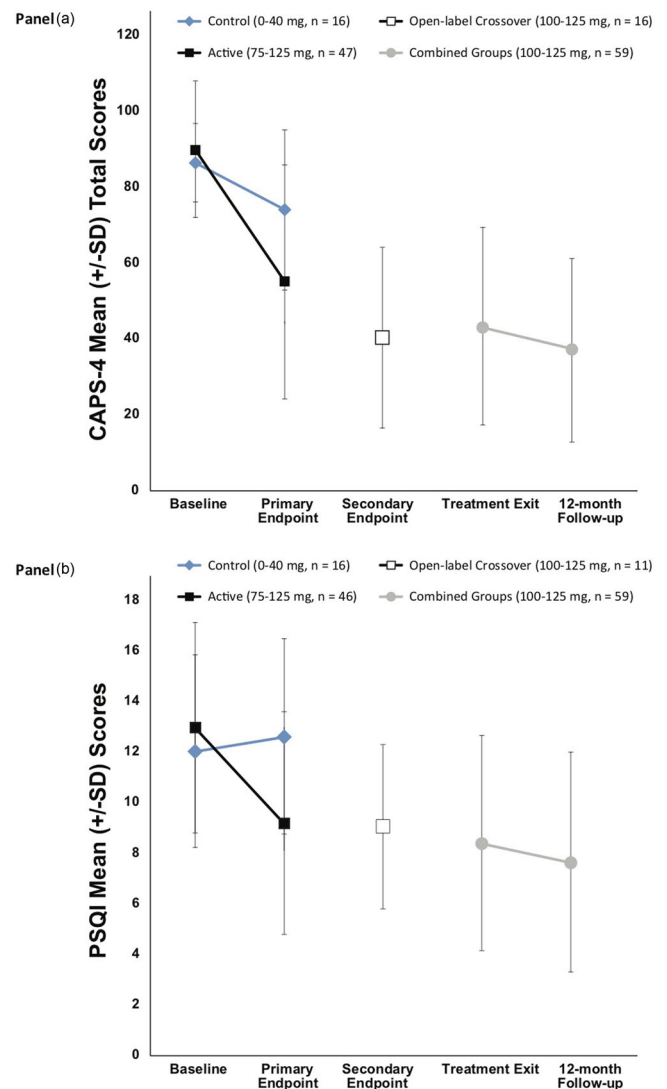 Panel (a)
Control (0-40 mg, n = 16)
Open-label Crossover (100-125 mg, n = 16)
Active (75-125 mg, n = 47)
Combined Groups (100-125 mg, n = 59)
CAPS-4 Mean (+/-SD) Total Scores
120
100
80
60
40
20
0
Baseline
Primary
Endpoint
Secondary
Endpoint
Treatment Exit
12-month
Follow-up
Panel (b)
Control (0-40 mg, n = 16)
Open-label Crossover (100-125 mg, n = 11)
Active (75-125 mg, n = 46)
Combined Groups (100-125 mg, n = 59)
PSQI Mean (+/-SD) Scores
18
16
14
12
10
8
6
4
2
0
Baseline
Primary
Endpoint
Secondary
Endpoint
Treatment Exit
12-month
Follow-up